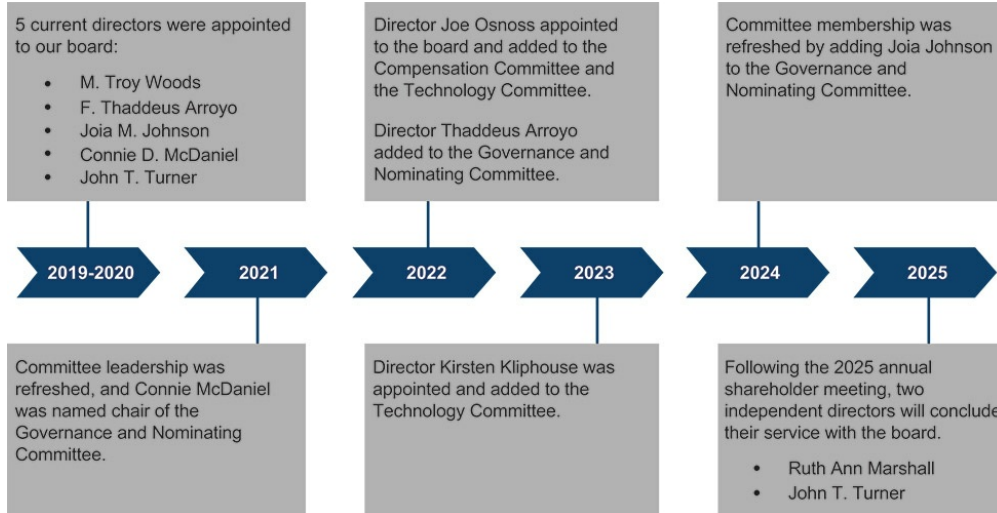 5 current directors were appointed
to our board:
• M. Troy Woods
• F. Thaddeus Arroyo
• Joia M. Johnson
• Connie D. McDaniel
• John T. Turner
Director Joe Osnoss appointed
to the board and added to the
Compensation Committee and
the Technology Committee.
Director Thaddeus Arroyo
added to the Governance and
Nominating Committee.
Committee membership was
refreshed by adding Joia Johnson
to the Governance and
Nominating Committee.
2019-2020
2021
2022
2023
2024
2025
Committee leadership was
refreshed, and Connie McDaniel
was named chair of the
Governance and Nominating
Committee.
Director Kirsten Kliphouse was
appointed and added to the
Technology Committee.
Following the 2025 annual
shareholder meeting, two
independent directors will conclude
their service with the board.
• Ruth Ann Marshall
• John T. Turner